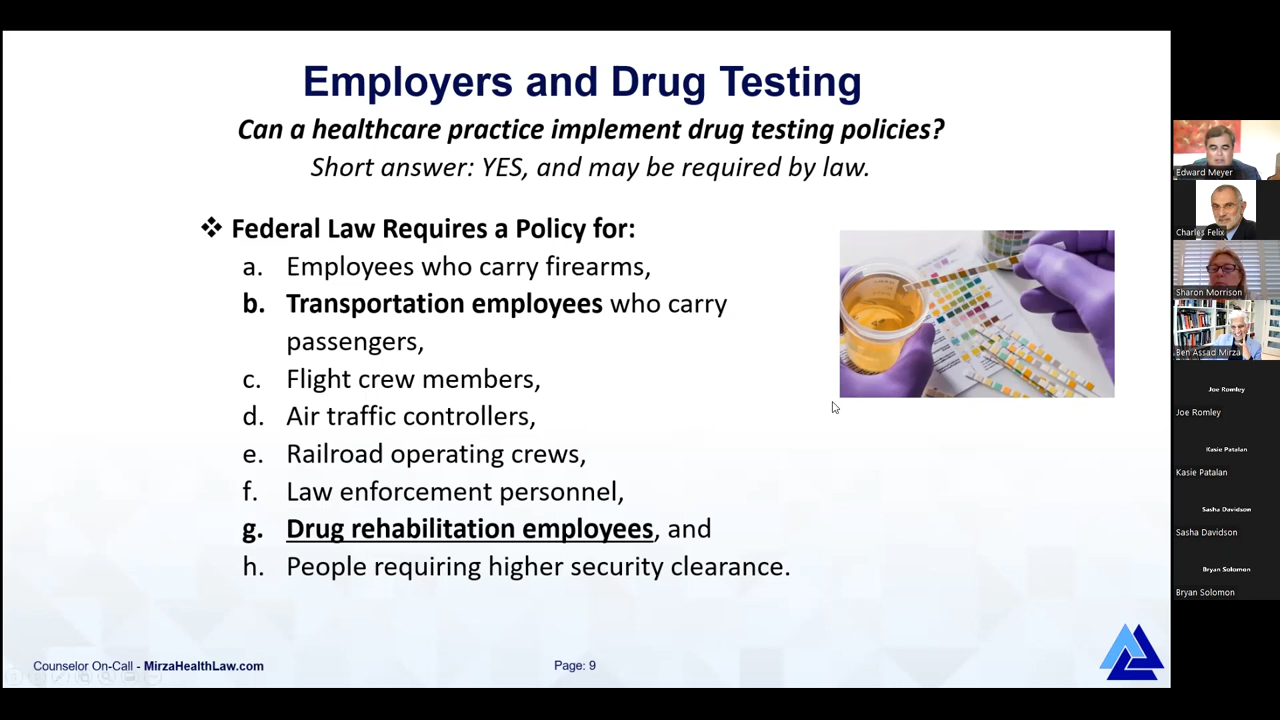 Employers and Drug Testing
Can a healthcare practice implement drug testing policies?
Short answer: YES, and may be required by law.
❖ Federal Law Requires a Policy for:
a. Employees who carry firearms,
b. Transportation employees who carry
passengers,
c. Flight crew members,
d. Air traffic controllers,
e. Railroad operating crews,
f. Law enforcement personnel,
g. Drug rehabilitation employees, and
h. People requiring higher security clearance.
Counselor On-Call - MirzaHealthLaw.com
Page: 9
Edward Meyer
Charles Felix
Sharon Morrison
Ben Assad Mirza
Joe Romley
Joe Romley
Kasie Patalan
Kasie Patalan
Sasha Davidson
Sasha Davidson
Bryan Solomon
Bryan Solomon